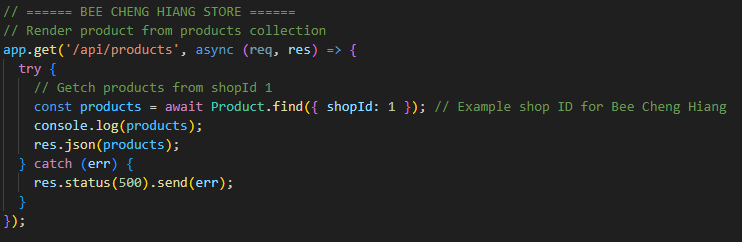 // ====== BEE CHENG HIANG STORE ======
// Render product from products collection
app.get('/api/products', async (req, res) => {
  try {
    // Getch products from shopId 1
    const products = await Product.find({ shopId: 1 }); // Example shop ID for Bee Cheng Hiang
    console.log(products);
    res.json(products);
  } catch (err) {
    res.status(500).send(err);
  }
});